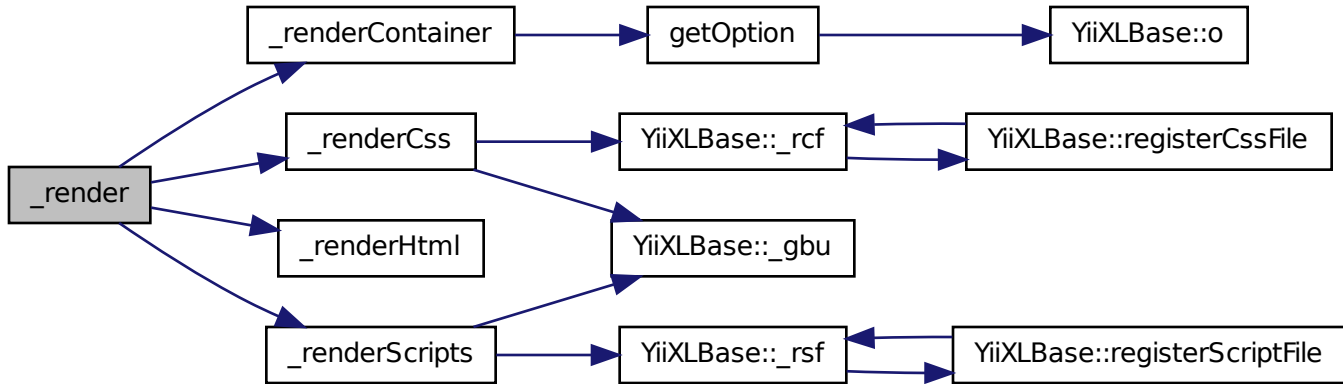 _renderContainer
getOption
YiiXLBase::o
_renderCss
YiiXLBase::_rcf
YiiXLBase::registerCssFile
_render
_renderHtml
YiiXLBase::_gbu
_renderScripts
YiiXLBase::_rsf
YiiXLBase::registerScriptFile